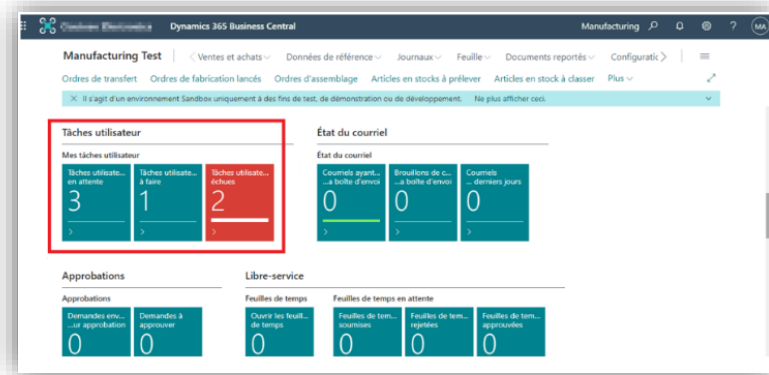 Dynamics 365 Business Central
Manufacturing
?
MA
Manufacturing Test
Ventes et achats
Données de référence
Journaux
Feuille
Documents reportés
Configuratic
Ordres de transfert
Ordres de fabrication lancés
Ordres d'assemblage
Articles en stocks à prélever
Articles en stock à classer
Plus
Il s'agit d'un environnement Sandbox uniquement à des fins de test, de démonstration ou de développement. Ne plus afficher ceci.
Tâches utilisateur
Mes tâches utilisateur
Tâches utilisate...
en attente
3
Tâches utilisate...
à faire
1
Tâches utilisate...
échues
2
État du courriel
État du courriel
Courriels ayant...
...a boîte d'envoi
0
Brouillons de c...
...a boîte d'envoi
0
Courriels
... derniers jours
0
Approbations
Approbations
Demandes env...
...ur approbation
0
Demandes à
approuver
0
Libre-service
Feuilles de temps
Ouvrir les feuill...
de temps
0
Feuilles de temps en attente
Feuilles de tem...
soumises
0
Feuilles de tem...
rejetées
0
Feuilles de tem...
approuvées
0